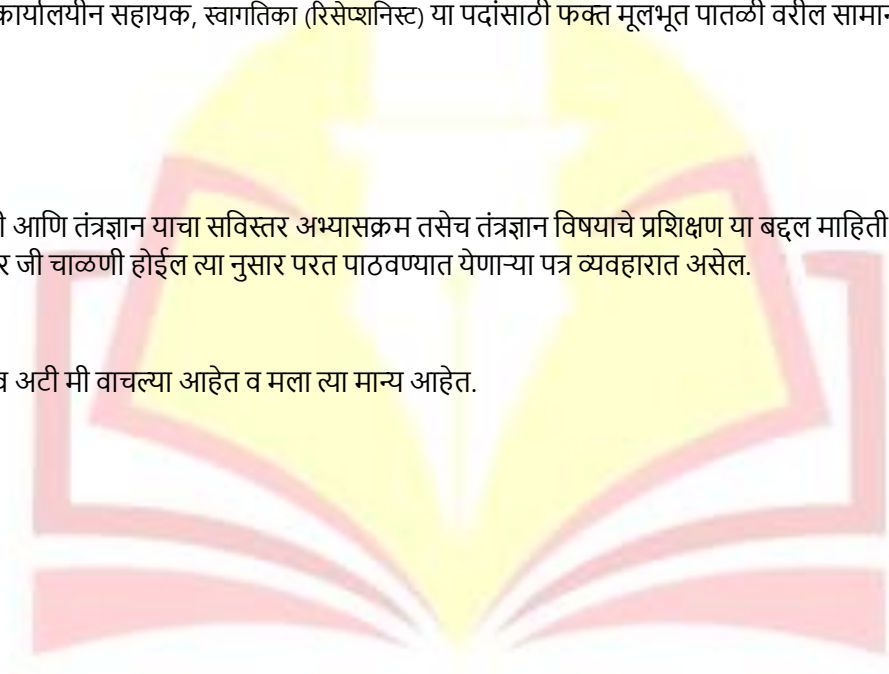 कार्यालयीन सहायक, स्वागतिका (रिसेप्शनिस्ट) या पदांसाठी फक्त मूलभूत पातळी वरील
आणि तंत्रज्ञान याचा सविस्तर अभ्यासक्रम तसेच तंत्रज्ञान विषयाचे प्रशिक्षण या बद्दल माहिती
जी चाळणी होईल त्या नुसार परत पाठवण्यात येणाऱ्या पत्र व्यवहारात असेल.
व अटी मी वाचल्या आहेत व मला त्या मान्य आहेत.